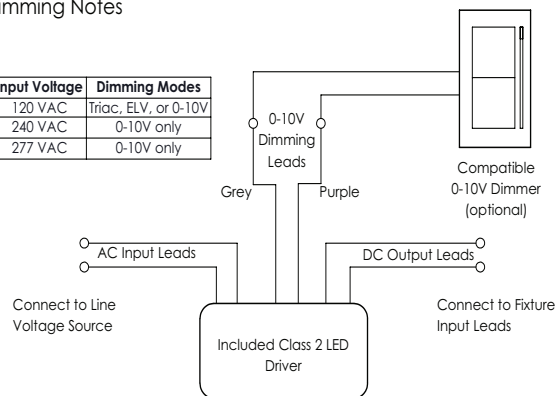 imming Notes
nput Voltage Dimming Modes
120 VAC Triac, ELV, or 0-10V
240 VAC 0-10V only
277 VAC 0-10V only
0-10V
Dimming
Leads
Grey
Purple
Compatible
0-10V Dimmer
(optional)
AC Input Leads
DC Output Leads
Connect to Line
Voltage Source
Connect to Fixture
Input Leads
Included Class 2 LED
Driver